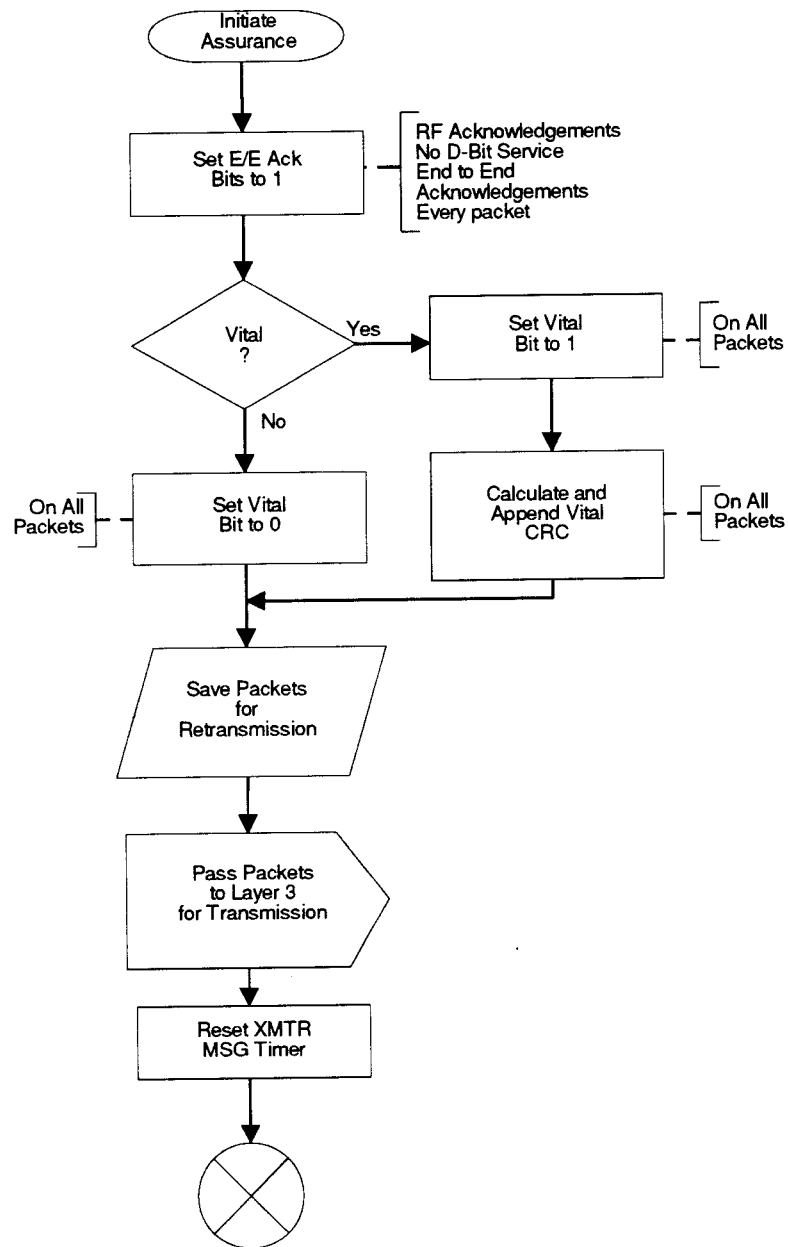 Initiate
Assurance
Set E/E Ack
Bits to 1
RF Acknowledgements
No D-Bit Service
End to End
Acknowledgements
Every packet
Vital
?
Yes
No
Set Vital
Bit to 1
On All
Packets
On All
Packets
Set Vital
Bit to 0
Calculate and
Append Vital
CRC
On All
Packets
Save Packets
for
Retransmission
Pass Packets
to Layer 3
for Transmission
Reset XMTR
MSG Timer